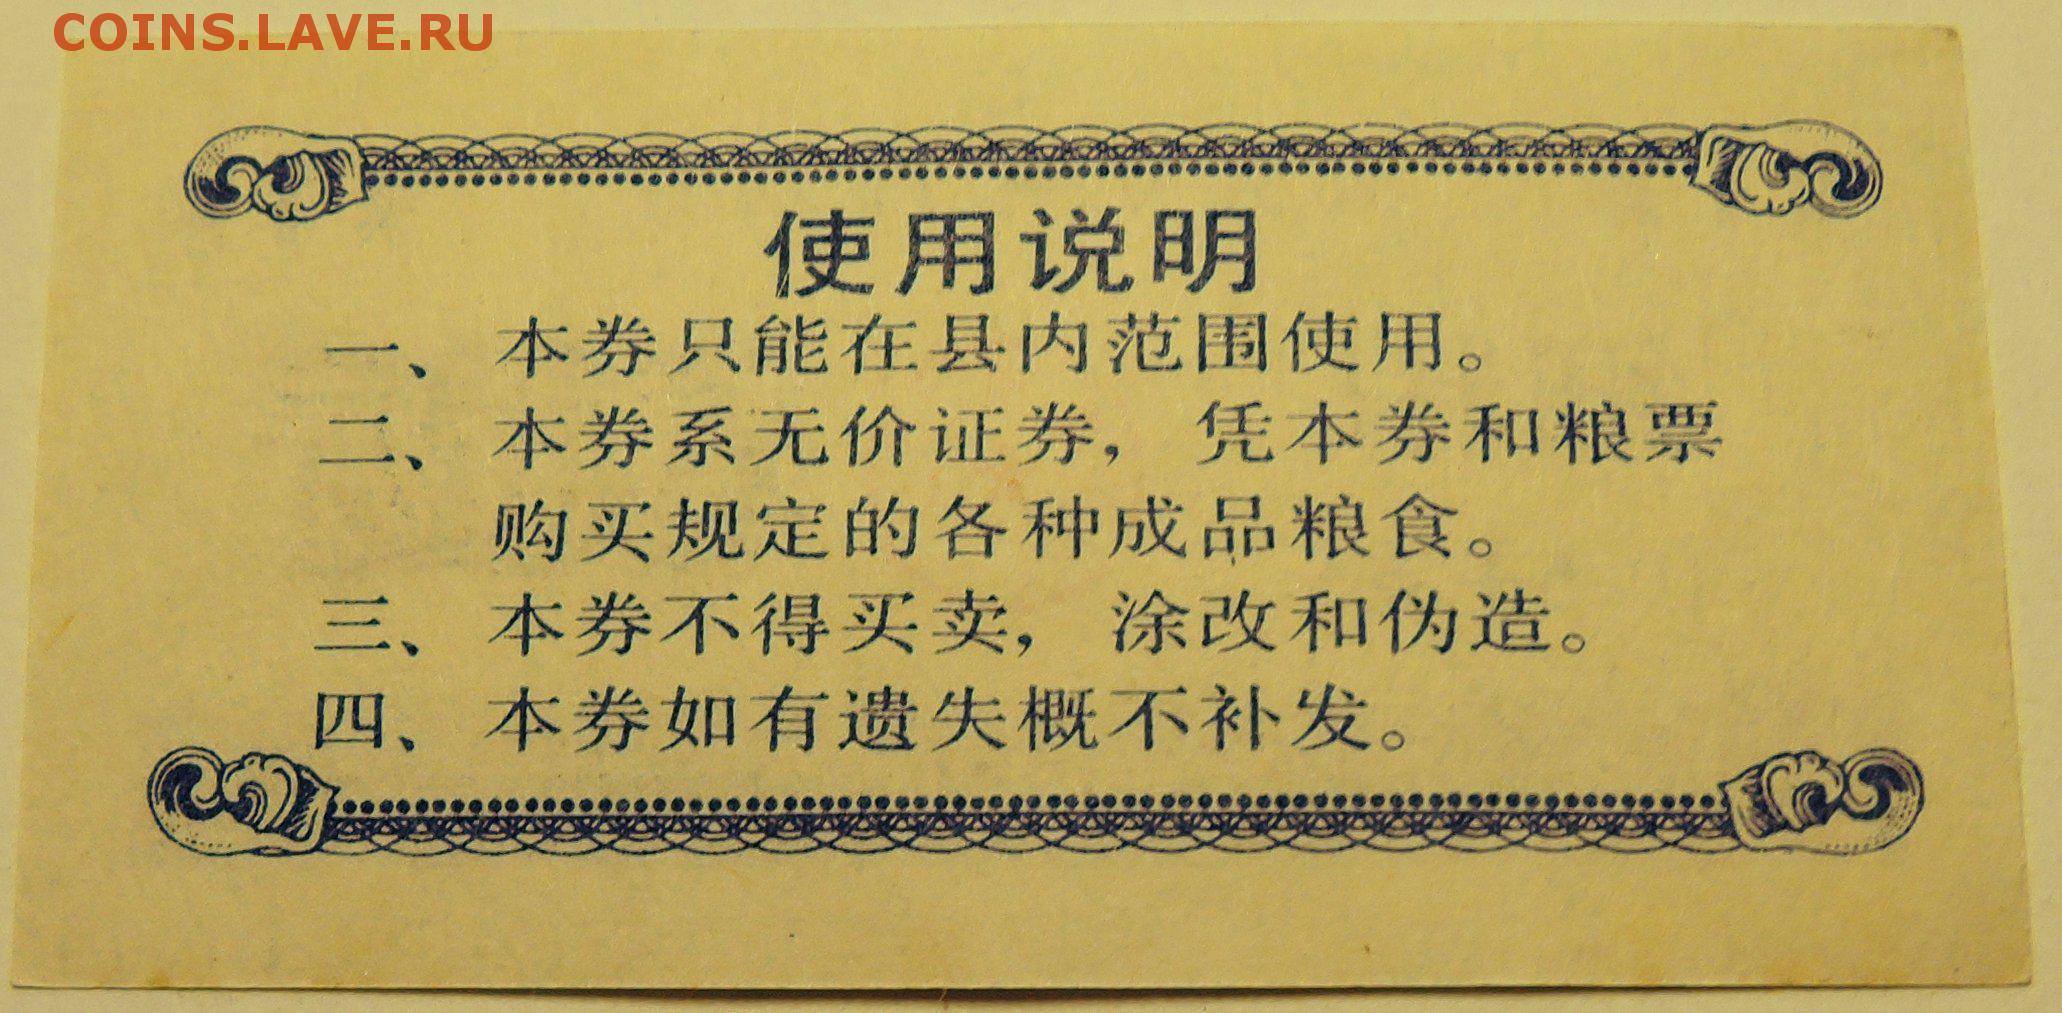 COINS.LAVE.RU
使用说明
一、本券只能在县内范围使用。
二、本券系无价证券，凭本券和粮票
购买规定的各种成品粮食。
三、本券不得买卖，涂改和伪造。
四、本券如有遗失概不补发。